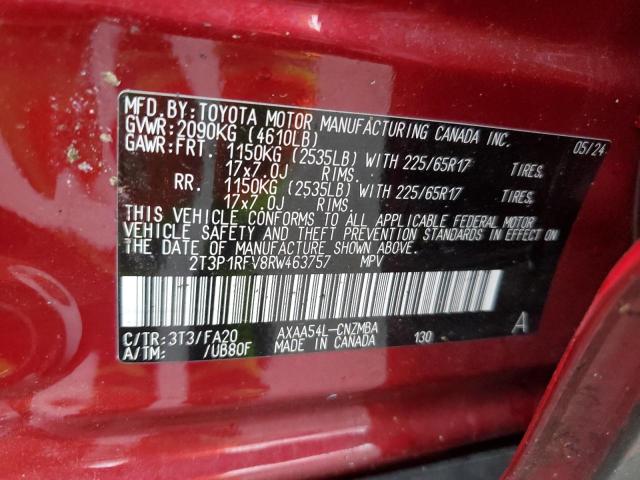 MFD.BY:TOYOTA MOTOR MANUFACTURING CANADA INC. 05/24
GVWR:2090KG (4610LB)
GAWR:FRT. 1150KG (2535LB) WITH 225/65R17 TIRES,
17x7.0J RIMS
RR. 1150KG (2535LB) WITH 225/65R17 TIRES,
17x7.0J RIMS
THIS VEHICLE CONFORMS TO ALL APPLICABLE FEDERAL MOTOR
VEHICLE SAFETY AND THEFT PREVENTION STANDARDS IN EFFECT ON
THE DATE OF MANUFACTURE SHOWN ABOVE.
2T3P1RFV8RW463757 MPV
C/TR:3T3/FA20 AXAA54L-CNZMBA 130 A
A/TM: /UB80F MADE IN CANADA